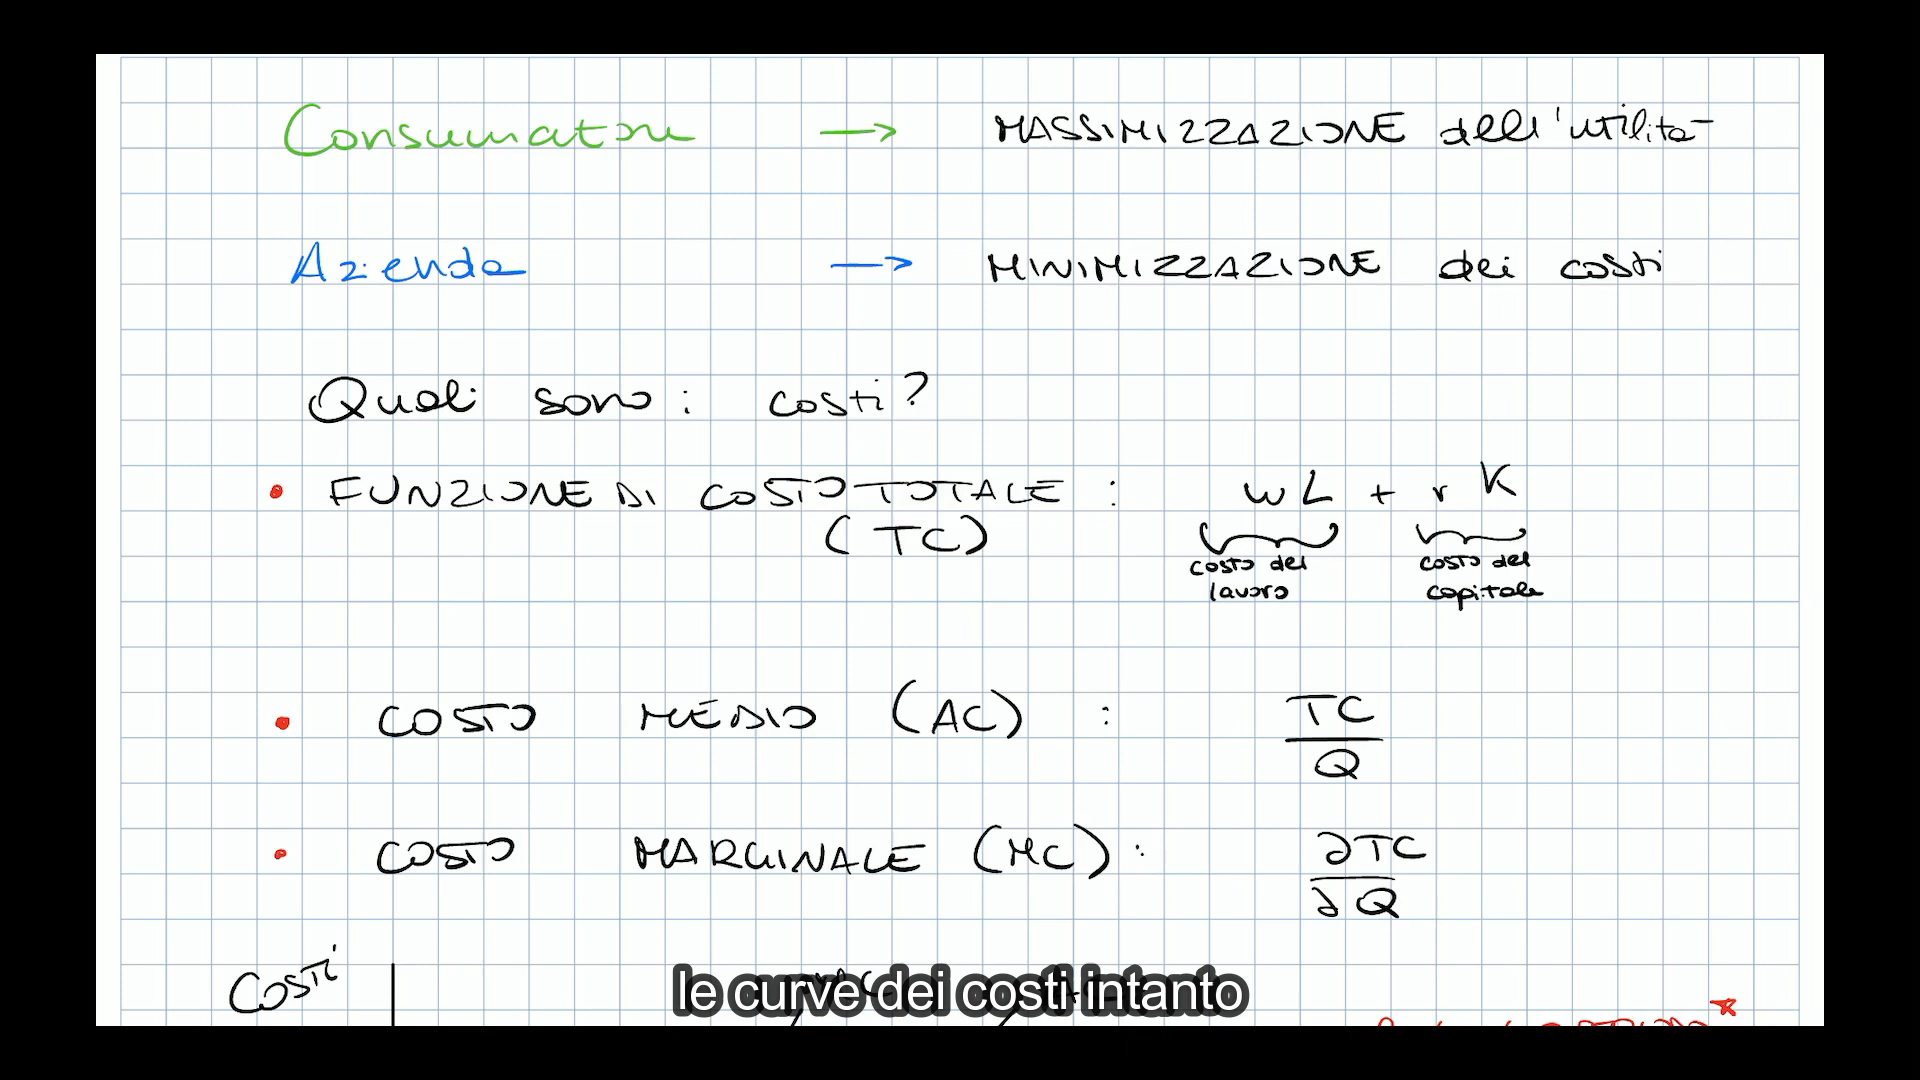 Consumatore → MASSIMIZZAZIONE dell'utilità
Azienda → MINIMIZZAZIONE dei costi
Quali sono i costi?
• FUNZIONE DI COSTO TOTALE : wL + rK
(TC)
costo del lavoro
costo del capitale
• COSTO MEDIO (AC) : TC
Q
• COSTO MARGINALE (MC) : ∂TC
∂Q
Costi
le curve dei costi intanto